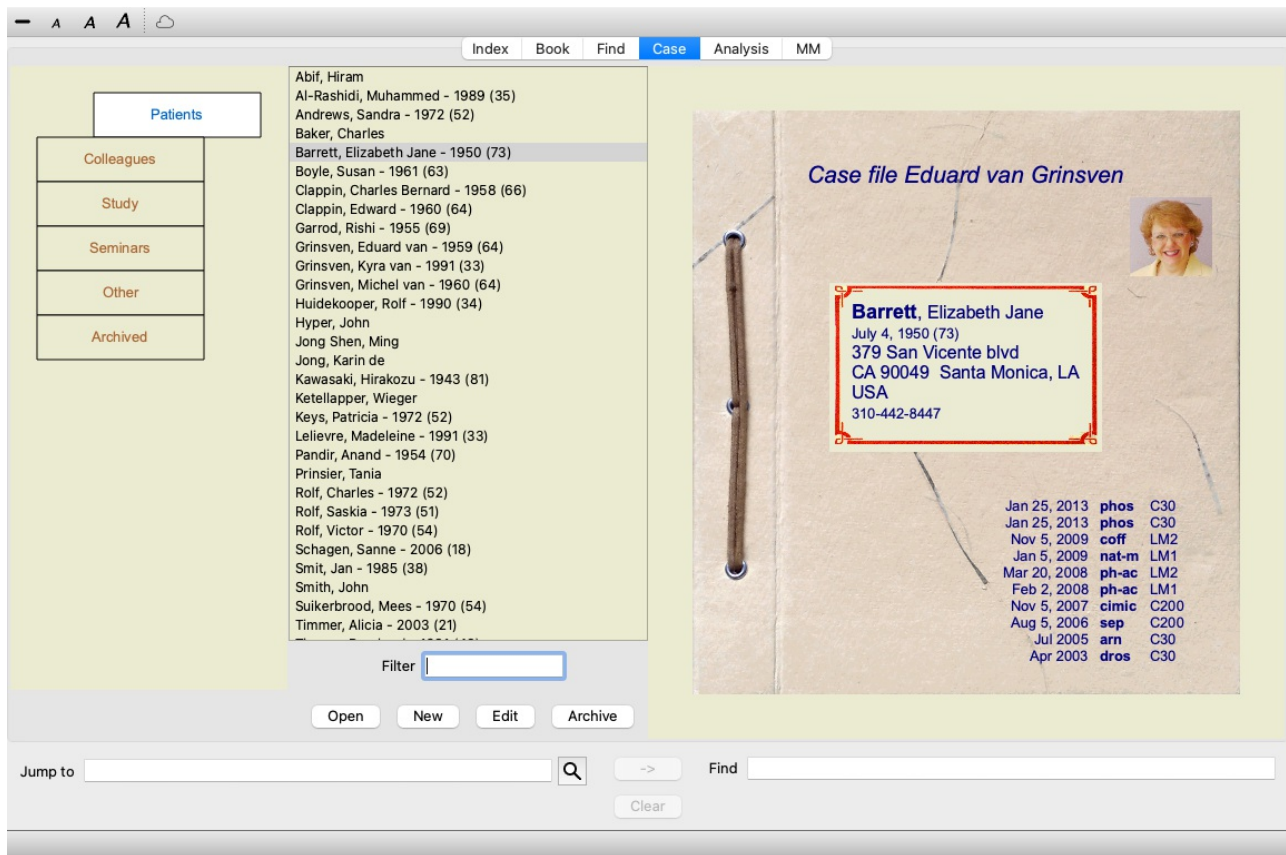 A A A
Index Book Find Case Analysis MM
Patients
Colleagues
Study
Seminars
Other
Archived
Abif, Hiram
Al-Rashidi, Muhammed - 1989 (35)
Andrews, Sandra - 1972 (52)
Baker, Charles
Barrett, Elizabeth Jane - 1950 (73)
Boyle, Susan - 1961 (63)
Clappin, Charles Bernard - 1958 (66)
Clappin, Edward - 1960 (64)
Garrod, Rishi - 1955 (69)
Grinsven, Eduard van - 1959 (64)
Grinsven, Kyra van - 1991 (33)
Grinsven, Michel van - 1960 (64)
Huidekooper, Rolf - 1990 (34)
Hyper, John
Jong Shen, Ming
Jong, Karin de
Kawasaki, Hirakozu - 1943 (81)
Ketellapper, Wieger
Keys, Patricia - 1972 (52)
Lelievre, Madeleine - 1991 (33)
Pandir, Anand - 1954 (70)
Prinsier, Tania
Rolf, Charles - 1972 (52)
Rolf, Saskia - 1973 (51)
Rolf, Victor - 1970 (54)
Schagen, Sanne - 2006 (18)
Smit, Jan - 1985 (38)
Smith, John
Suikerbrood, Mees - 1970 (54)
Timmer, Alicia - 2003 (21)
Filter
Open New Edit Archive
Case file Eduard van Grinsven
Barrett, Elizabeth Jane
July 4, 1950 (73)
379 San Vicente blvd
CA 90049 Santa Monica, LA
USA
310-442-8447
Jan 25, 2013 phos C30
Jan 25, 2013 phos C30
Nov 5, 2009 coff LM2
Jan 5, 2009 nat-m LM1
Mar 20, 2008 ph-ac LM2
Feb 2, 2008 ph-ac LM1
Nov 5, 2007 cimic C200
Aug 5, 2006 sep C200
Jul 2005 arn C30
Apr 2003 dros C30
Jump to -> Find
Clear